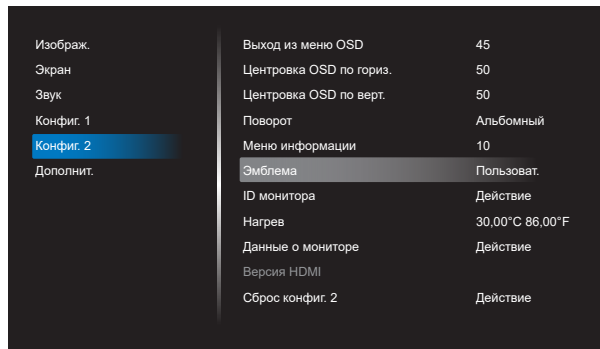 Изображ.
Экран
Звук
Конфиг. 1
Конфиг. 2
Дополнит.
Выход из меню OSD 45
Центровка OSD по гориз. 50
Центровка OSD по верт. 50
Поворот Альбомный
Меню информации 10
Эмблема Пользоват.
ID монитора Действие
Нагрев 30,00°C 86,00°F
Данные о мониторе Действие
Версия HDMI
Сброс конфиг. 2 Действие